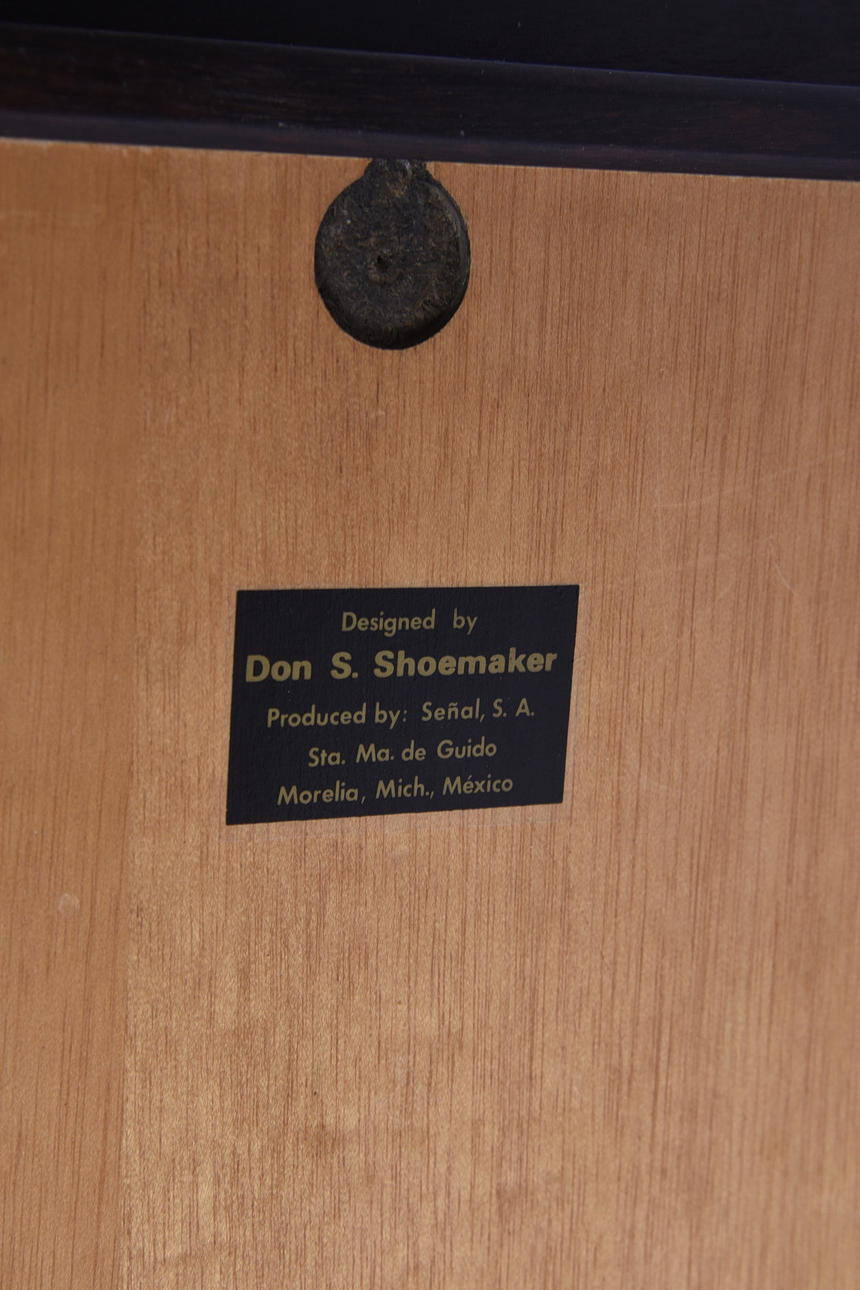 Designed by
Don S. Shoemaker
Produced by: Señal, S. A.
Sta. Ma. de Guido
Morelia, Mich., México